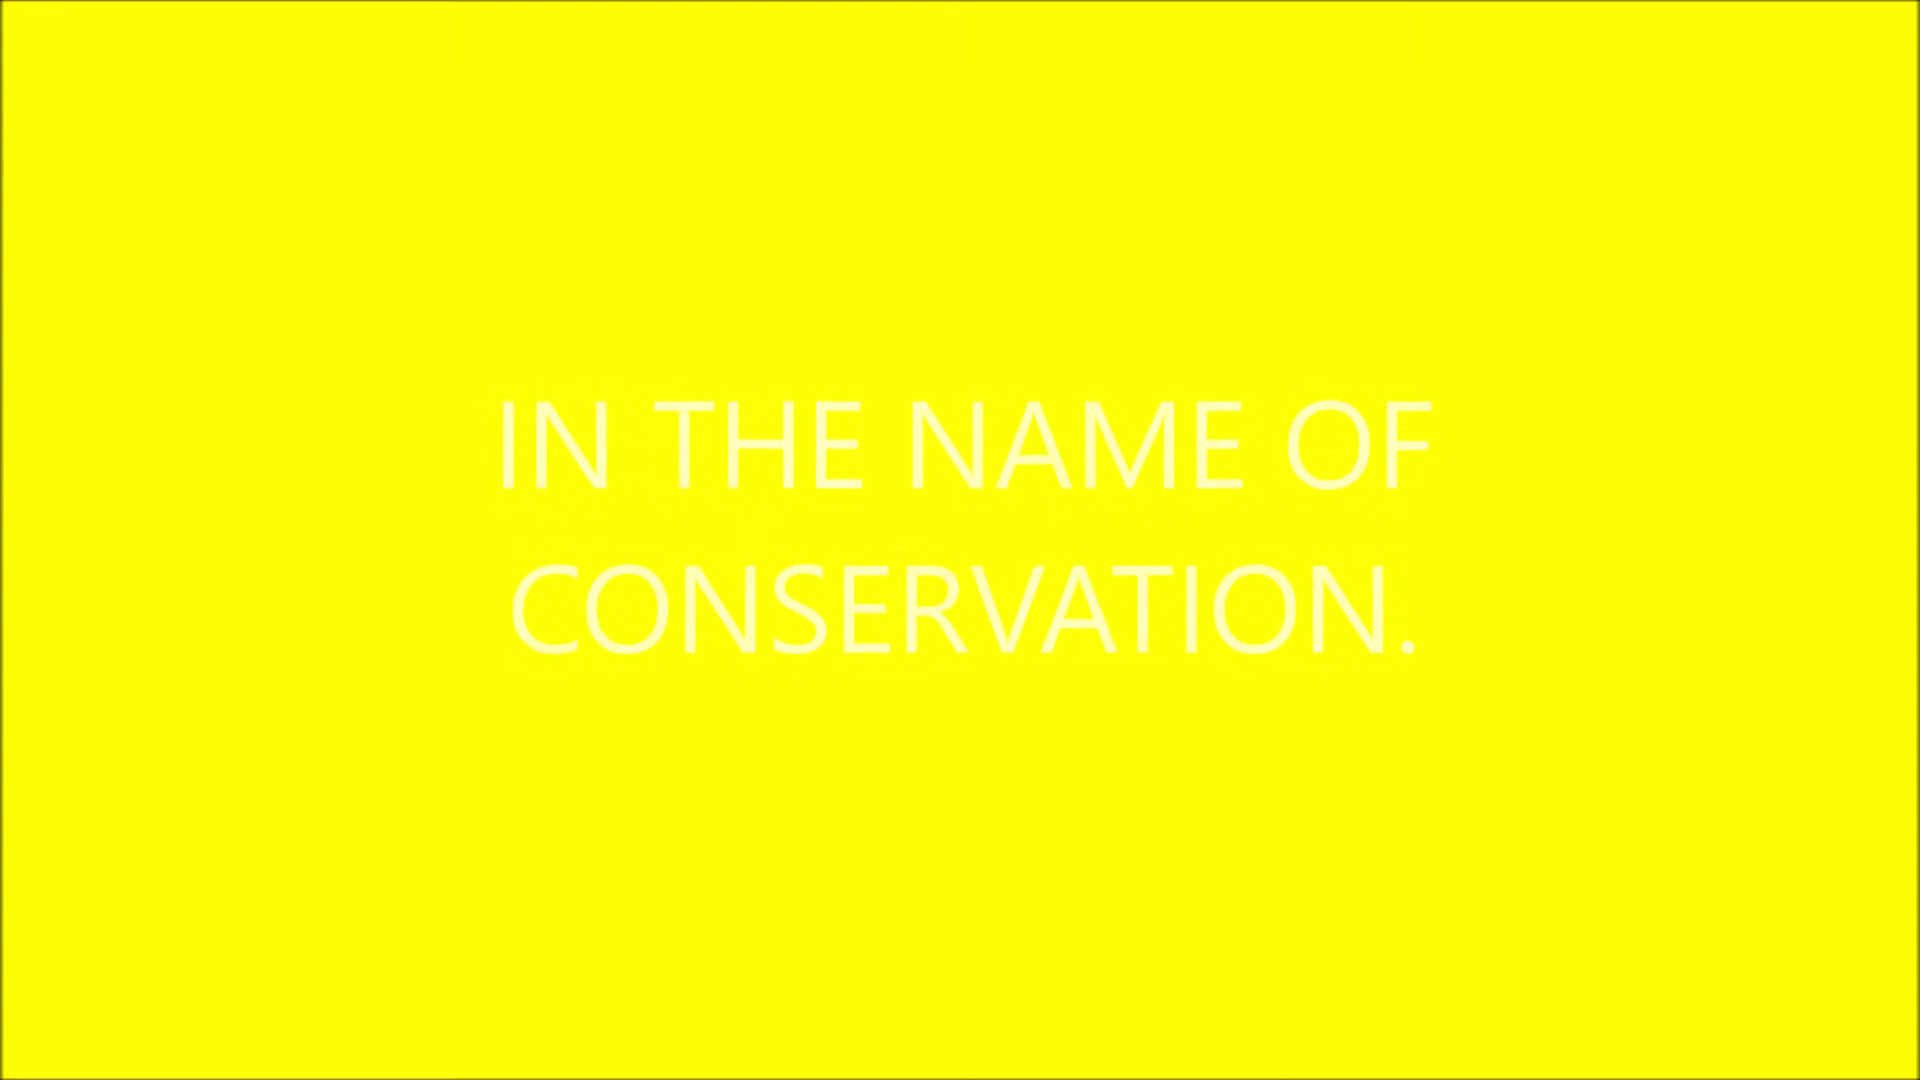 IN THE NAME OF
CONSERVATION.